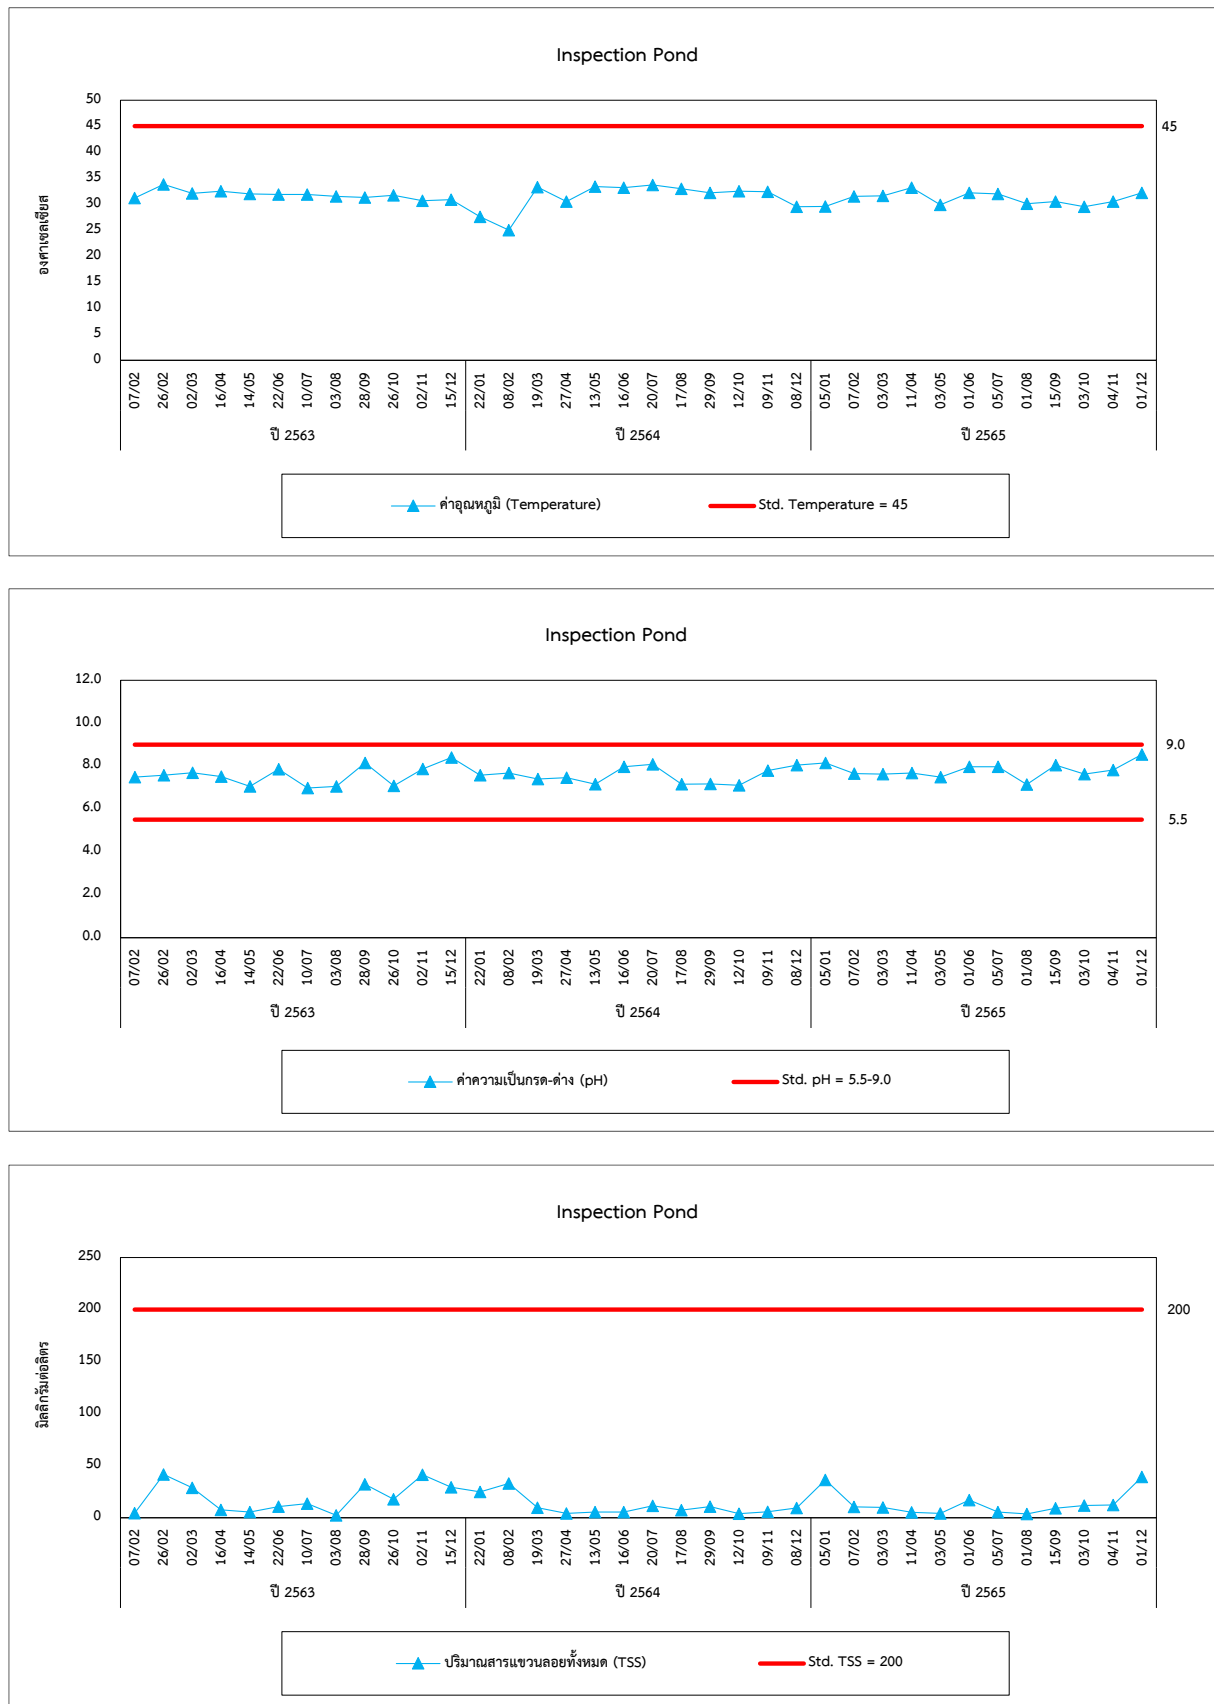 Inspection Pond
50
45
40
35
30
25
20
15
10
5
0
45
องศาเซลเซียส
07/02 26/02 02/03 16/04 14/05 22/06 10/07 03/08 28/09 26/10 02/11 15/12 22/01 08/02 19/03 27/04 13/05 16/06 20/07 17/08 29/09 12/10 09/11 08/12 05/01 07/02 03/03 11/04 03/05 01/06 05/07 01/08 15/09 03/10 04/11 01/12
ปี 2563 ปี 2564 ปี 2565
ค่าอุณหภูมิ (Temperature) Std. Temperature = 45
Inspection Pond
12.0
10.0
8.0
6.0
4.0
2.0
0.0
9.0
5.5
07/02 26/02 02/03 16/04 14/05 22/06 10/07 03/08 28/09 26/10 02/11 15/12 22/01 08/02 19/03 27/04 13/05 16/06 20/07 17/08 29/09 12/10 09/11 08/12 05/01 07/02 03/03 11/04 03/05 01/06 05/07 01/08 15/09 03/10 04/11 01/12
ปี 2563 ปี 2564 ปี 2565
ค่าความเป็นกรด-ด่าง (pH) Std. pH = 5.5-9.0
Inspection Pond
250
200
150
100
50
0
200
มิลลิกรัมต่อลิตร
07/02 26/02 02/03 16/04 14/05 22/06 10/07 03/08 28/09 26/10 02/11 15/12 22/01 08/02 19/03 27/04 13/05 16/06 20/07 17/08 29/09 12/10 09/11 08/12 05/01 07/02 03/03 11/04 03/05 01/06 05/07 01/08 15/09 03/10 04/11 01/12
ปี 2563 ปี 2564 ปี 2565
ปริมาณสารแขวนลอยทั้งหมด (TSS) Std. TSS = 200